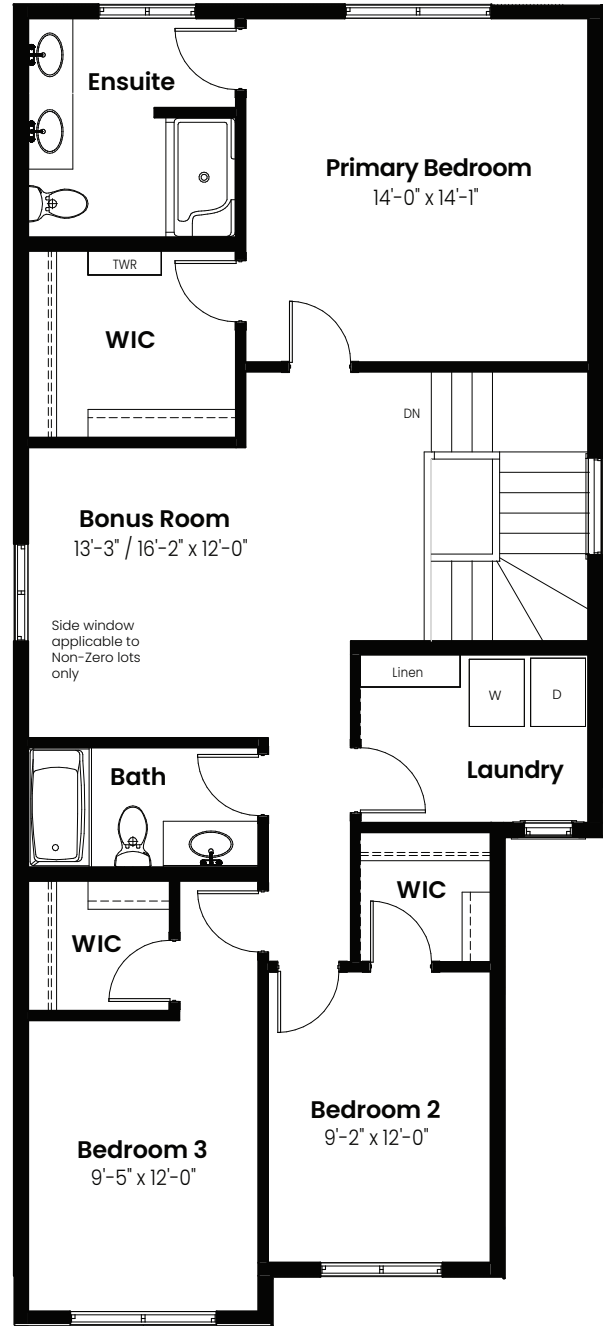 Ensuite
Primary Bedroom
14'-0" x 14'-1"
TWR
WIC
DN
Bonus Room
13'-3" / 16'-2" x 12'-0"
Side window
applicable to
Non-Zero lots
only
Linen
W
D
Laundry
Bath
WIC
WIC
Bedroom 2
9'-2" x 12'-0"
Bedroom 3
9'-5" x 12'-0"